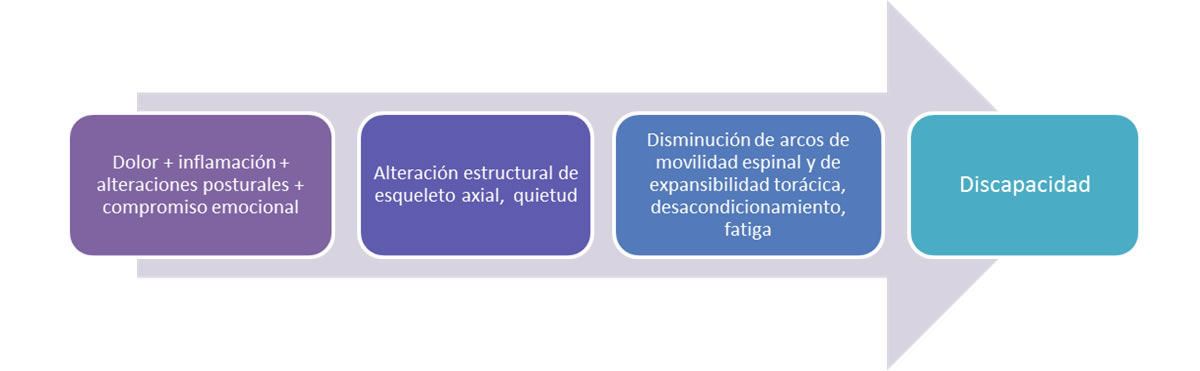 Dolor + inflamación +
alteraciones posturales +
compromiso emocional
Alteración estructural de
esqueleto axial, quietud
Disminución de arcos de
movilidad espinal y de
expansibilidad torácica,
desacondicionamiento,
fatiga
Discapacidad